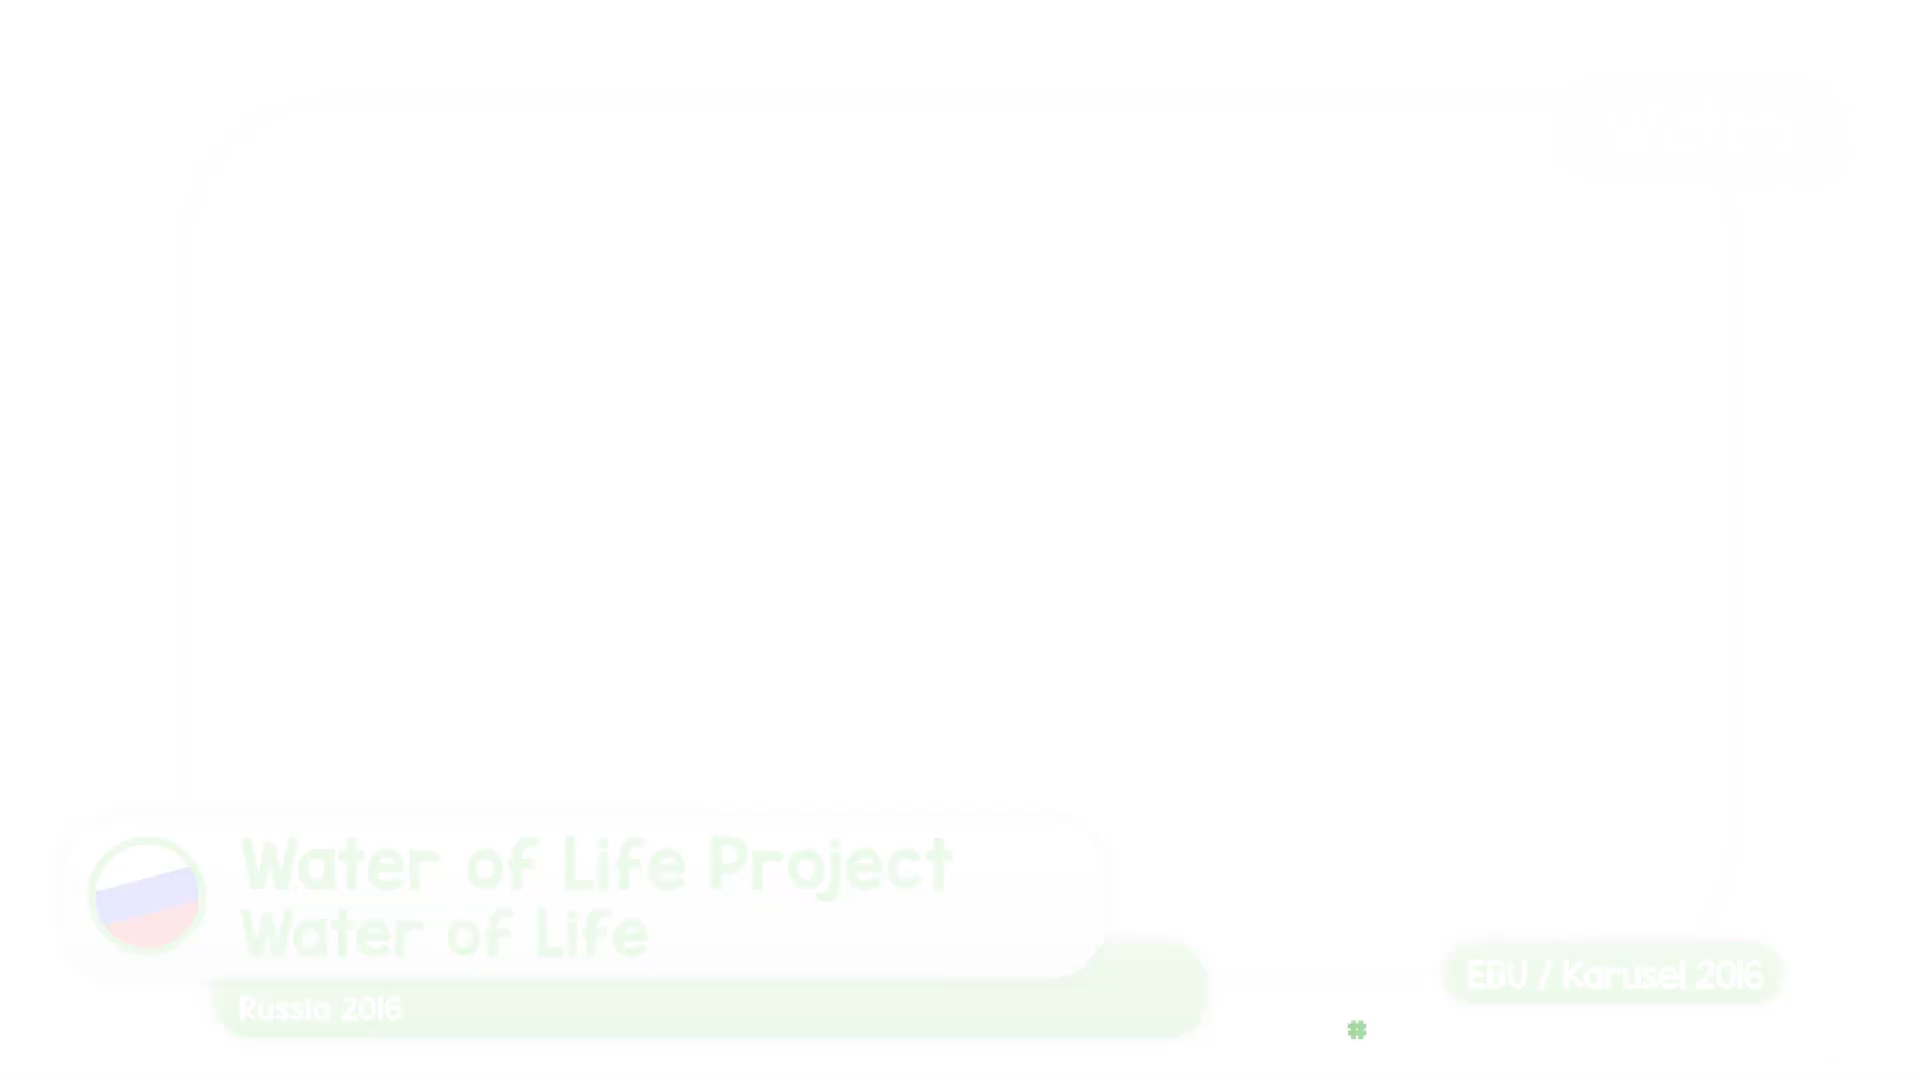 Water of Life Project
Water of Life
Russia 2016
EBU / Karusel 2016
#